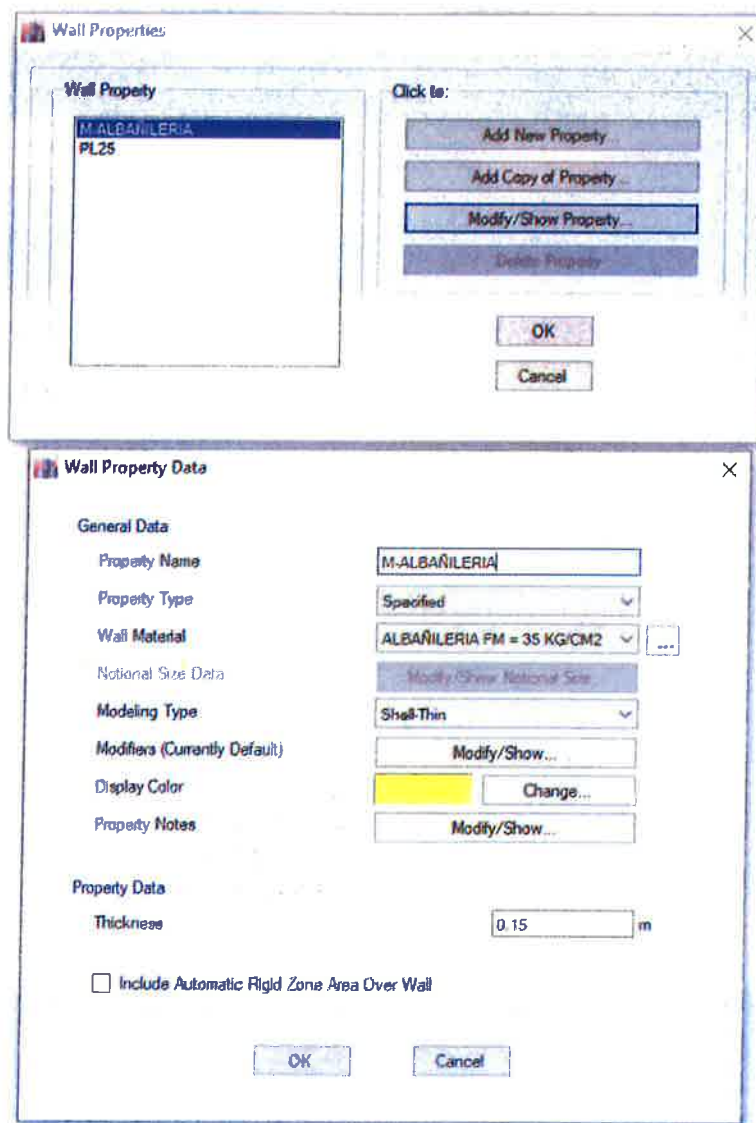 Wall Properties
Wall Property
Click to:
M-ALBAÑILERIA
PL25
Add New Property...
Add Copy of Property...
Modify/Show Property...
Delete Property
OK
Cancel
Wall Property Data
General Data
Property Name
M-ALBAÑILERIA
Property Type
Specified
Wall Material
ALBAÑILERIA FM = 35 KG/CM2
...
Notional Size Data
Modify/Show Notional Size...
Modeling Type
Shell-Thin
Modifiers (Currently Default)
Modify/Show...
Display Color
Change...
Property Notes
Modify/Show...
Property Data
Thickness
0.15
m
Include Automatic Rigid Zone Area Over Wall
OK
Cancel